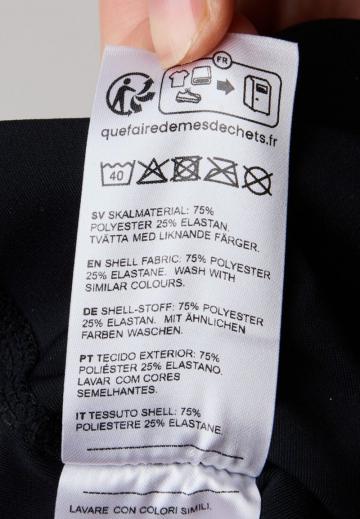 FR
quefairedemesdechets.fr
40
SV SKALMATERIAL: 75%
POLYESTER 25% ELASTAN.
TVÄTTA MED LIKNANDE FÄRGER.
EN SHELL FABRIC: 75% POLYESTER
25% ELASTANE. WASH WITH
SIMILAR COLOURS.
DE SHELL-STOFF: 75% POLYESTER
25% ELASTAN. MIT ÄHNLICHEN
FARBEN WASCHEN.
PT TECIDO EXTERIOR: 75%
POLIÉSTER 25% ELASTANO.
LAVAR COM CORES
SEMELHANTES.
IT TESSUTO SHELL: 75%
POLIESTERE 25% ELASTANE.
LAVARE CON COLORI SIMILI.